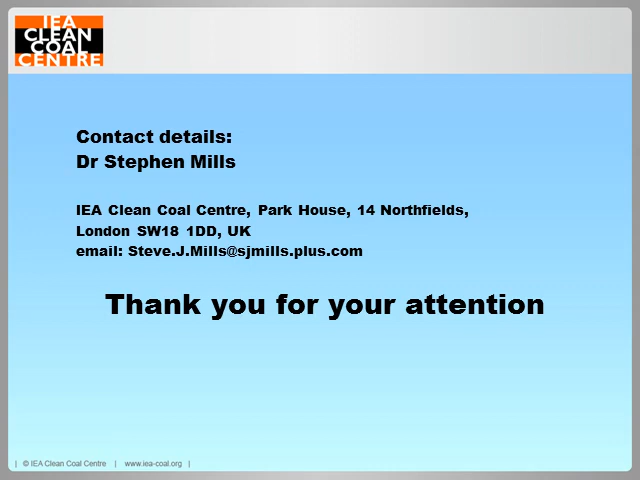 IEA
CLEAN
COAL
CENTRE
Contact details:
Dr Stephen Mills
IEA Clean Coal Centre, Park House, 14 Northfields,
London SW18 1DD, UK
email: Steve.J.Mills@sjmills.plus.com
Thank you for your attention
| © IEA Clean Coal Centre | www.iea-coal.org |